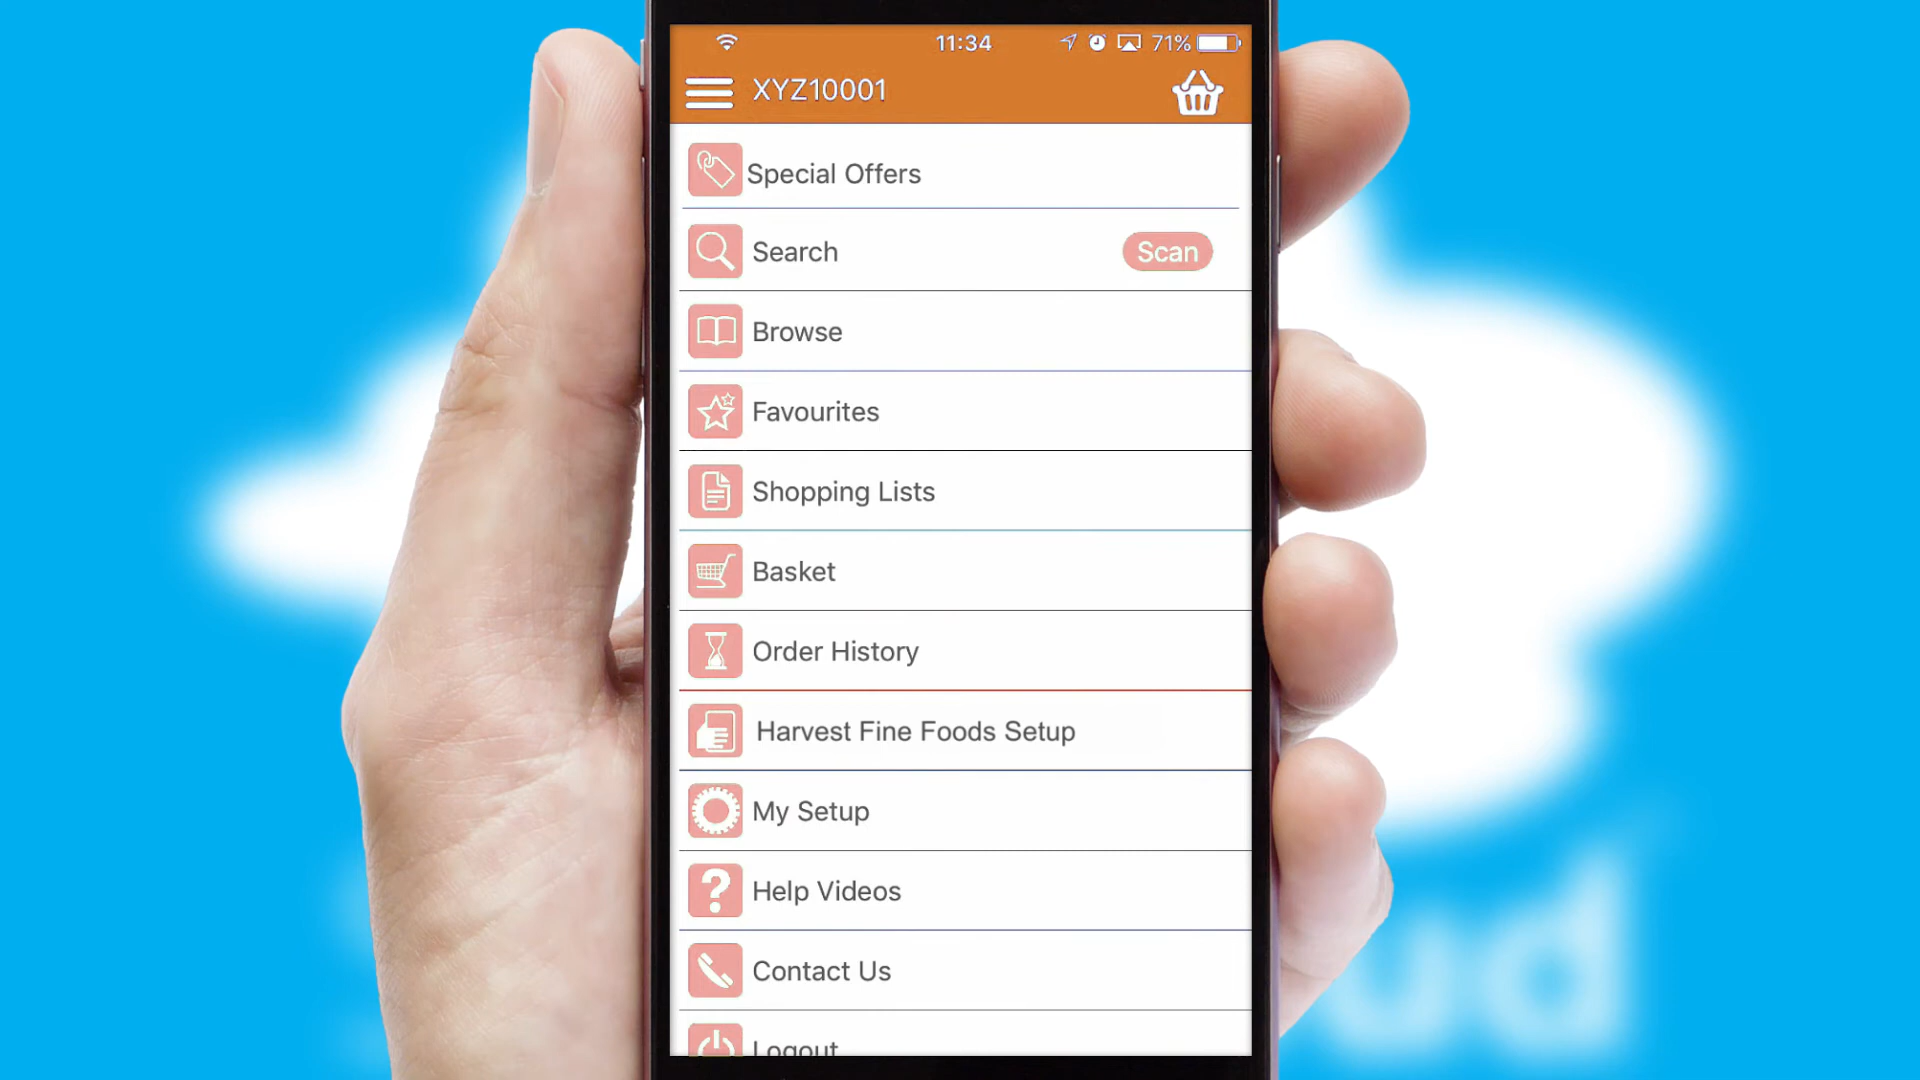 11:34
71%
XYZ10001
Special Offers
Search
Scan
Browse
Favourites
Shopping Lists
Basket
Order History
Harvest Fine Foods Setup
My Setup
Help Videos
Contact Us
Logout
ud